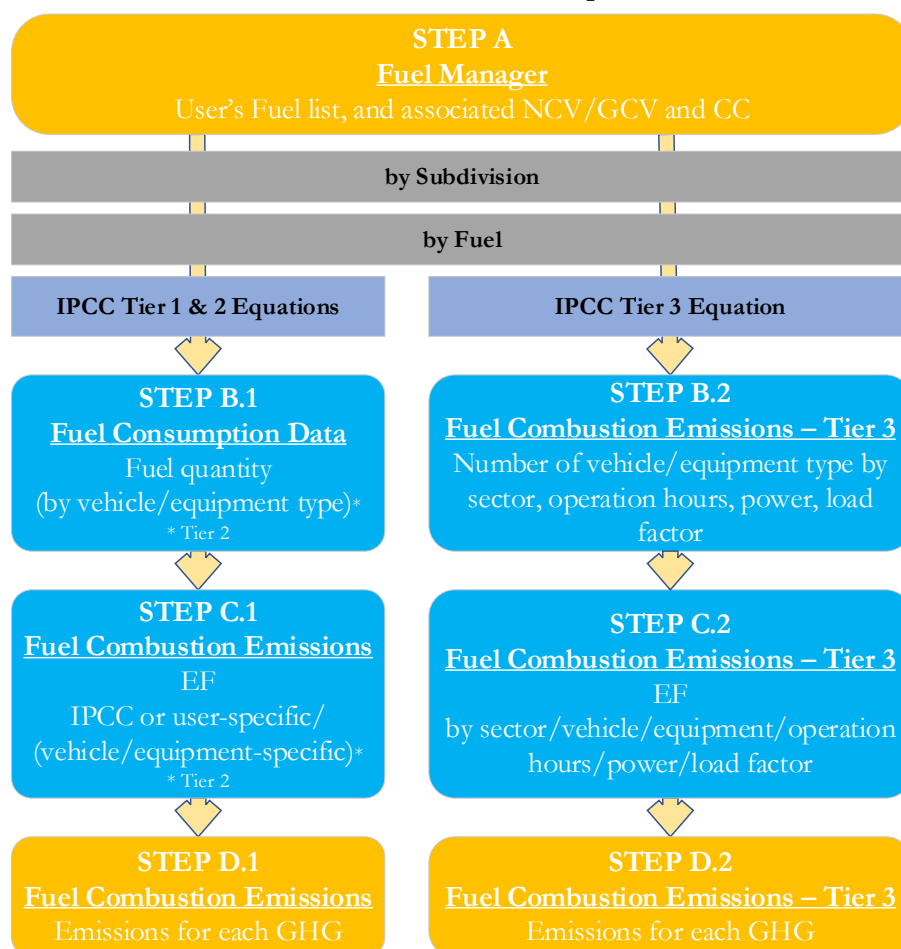 STEP A
Fuel Manager
User's Fuel list, and associated NCV/GCV and CC
by Subdivision
by Fuel
IPCC Tier 1 & 2 Equations
IPCC Tier 3 Equation
STEP B.1
Fuel Consumption Data
Fuel quantity
(by vehicle/equipment type)*
* Tier 2
STEP B.2
Fuel Combustion Emissions – Tier 3
Number of vehicle/equipment type by
sector, operation hours, power, load
factor
STEP C.1
Fuel Combustion Emissions
EF
IPCC or user-specific/
(vehicle/equipment-specific)*
* Tier 2
STEP C.2
Fuel Combustion Emissions – Tier 3
EF
by sector/vehicle/equipment/operation
hours/power/load factor
STEP D.1
Fuel Combustion Emissions
Emissions for each GHG
STEP D.2
Fuel Combustion Emissions – Tier 3
Emissions for each GHG